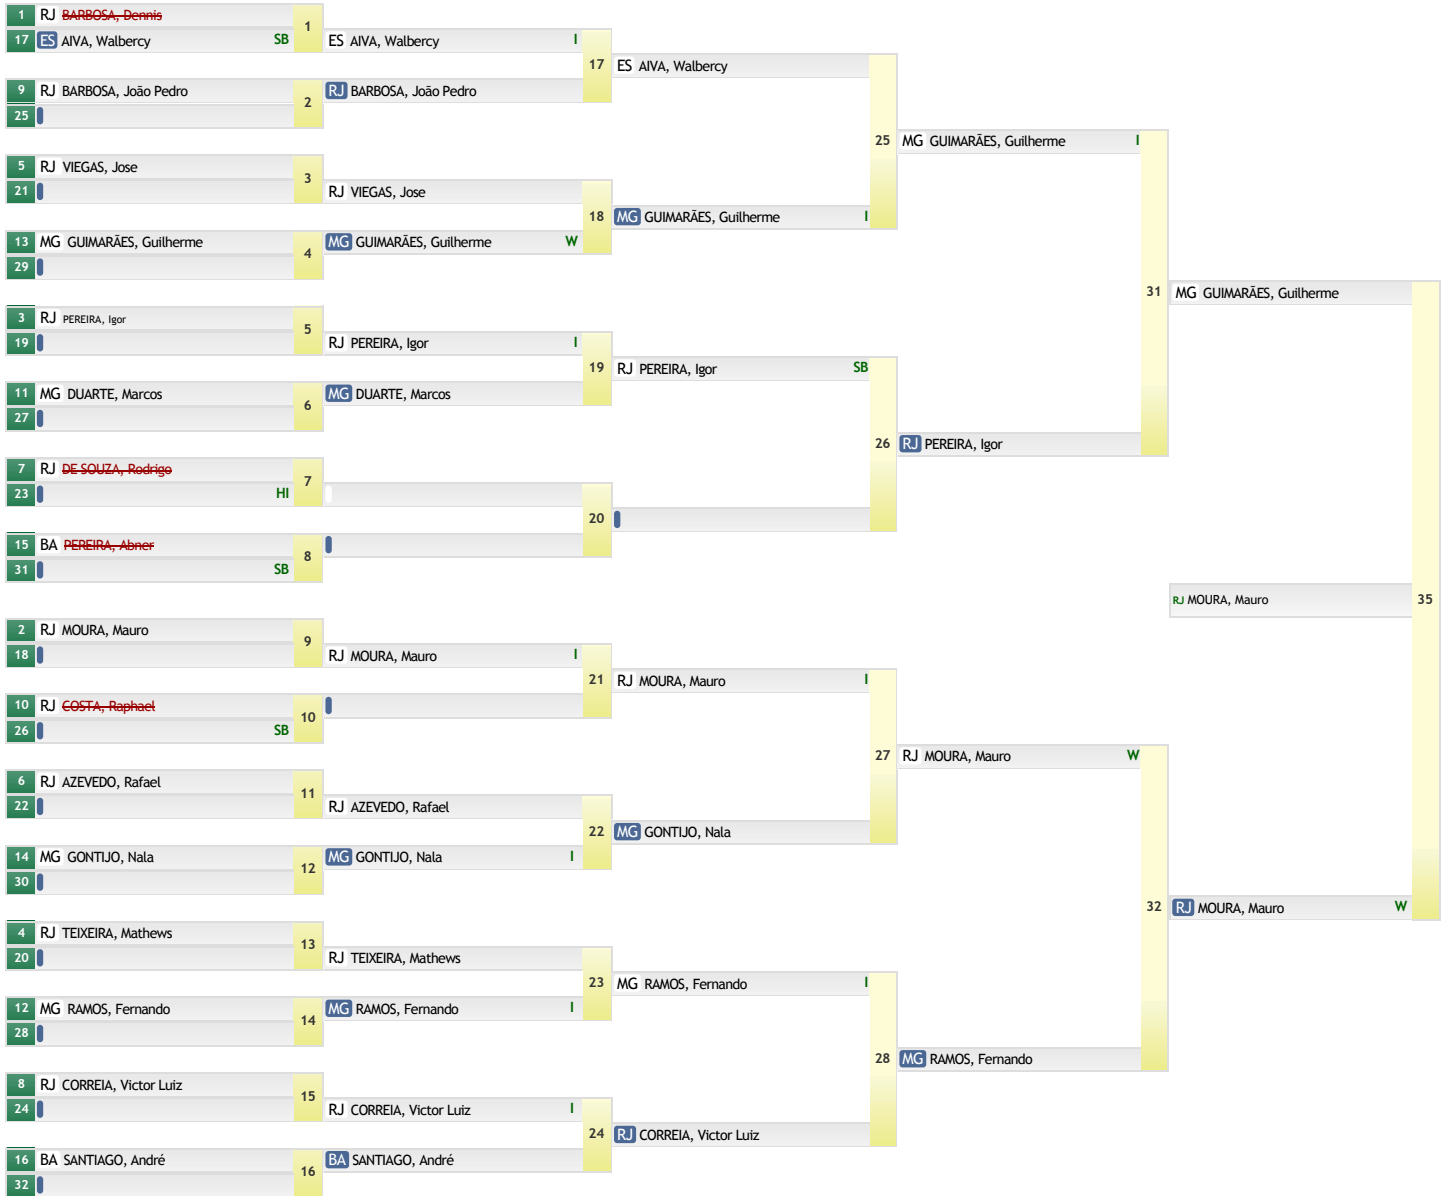 1 RJ BARBOSA, Dennis
17 ES AIVA, Walbercy SB
1
9 RJ BARBOSA, João Pedro
25
2
5 RJ VIEGAS, Jose
21
3
13 MG GUIMARÃES, Guilherme
29
4
3 RJ PEREIRA, Igor
19
5
11 MG DUARTE, Marcos
27
6
7 RJ DE SOUZA, Rodrigo
23 HI
7
15 BA PEREIRA, Abner
31 SB
8
2 RJ MOURA, Mauro
18
9
10 RJ COSTA, Raphael
26 SB
10
6 RJ AZEVEDO, Rafael
22
11
14 MG GONTIJO, Nala
30
12
4 RJ TEIXEIRA, Mathews
20
13
12 MG RAMOS, Fernando
28
14
8 RJ CORREIA, Victor Luiz
24
15
16 BA SANTIAGO, André
32
16
ES AIVA, Walbercy I
17
RJ BARBOSA, João Pedro
RJ VIEGAS, Jose
18
MG GUIMARÃES, Guilherme W
RJ PEREIRA, Igor I
19
MG DUARTE, Marcos
20
RJ MOURA, Mauro I
21
RJ AZEVEDO, Rafael
22
MG GONTIJO, Nala I
RJ TEIXEIRA, Mathews
23
MG RAMOS, Fernando I
RJ CORREIA, Victor Luiz I
24
BA SANTIAGO, André
ES AIVA, Walbercy
25
MG GUIMARÃES, Guilherme I
RJ PEREIRA, Igor SB
26
RJ MOURA, Mauro I
27
MG GONTIJO, Nala
MG RAMOS, Fernando I
28
RJ CORREIA, Victor Luiz
MG GUIMARÃES, Guilherme I
31
RJ PEREIRA, Igor
RJ MOURA, Mauro W
32
MG RAMOS, Fernando
MG GUIMARÃES, Guilherme
RJ MOURA, Mauro
35
RJ MOURA, Mauro W